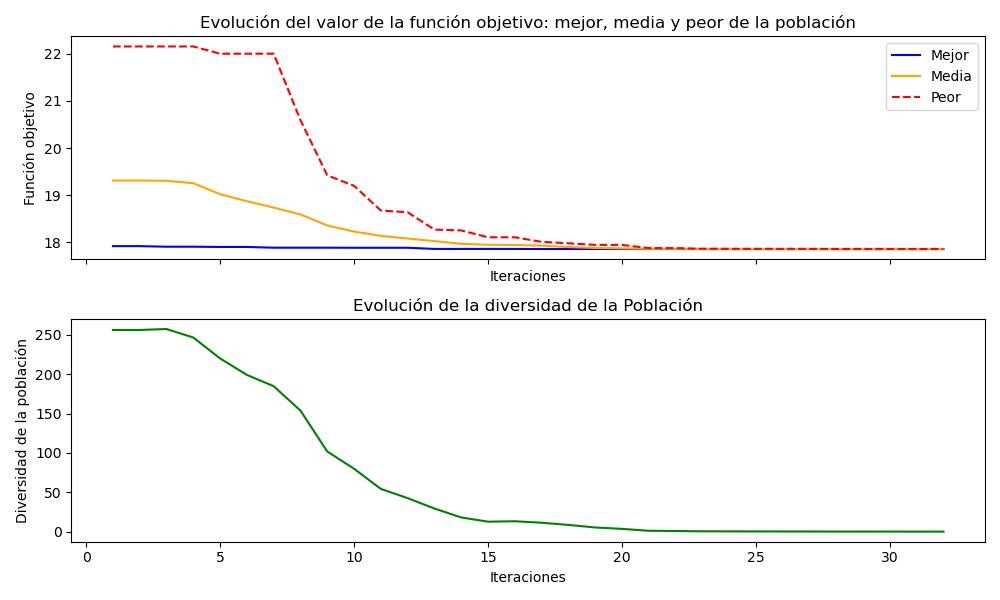 Evolución del valor de la función objetivo: mejor, media y peor de la población
22
21
20
19
18
Función objetivo
Mejor
Media
Peor
Iteraciones
Evolución de la diversidad de la Población
250
200
150
100
50
0
Diversidad de la población
0 5 10 15 20 25 30
Iteraciones